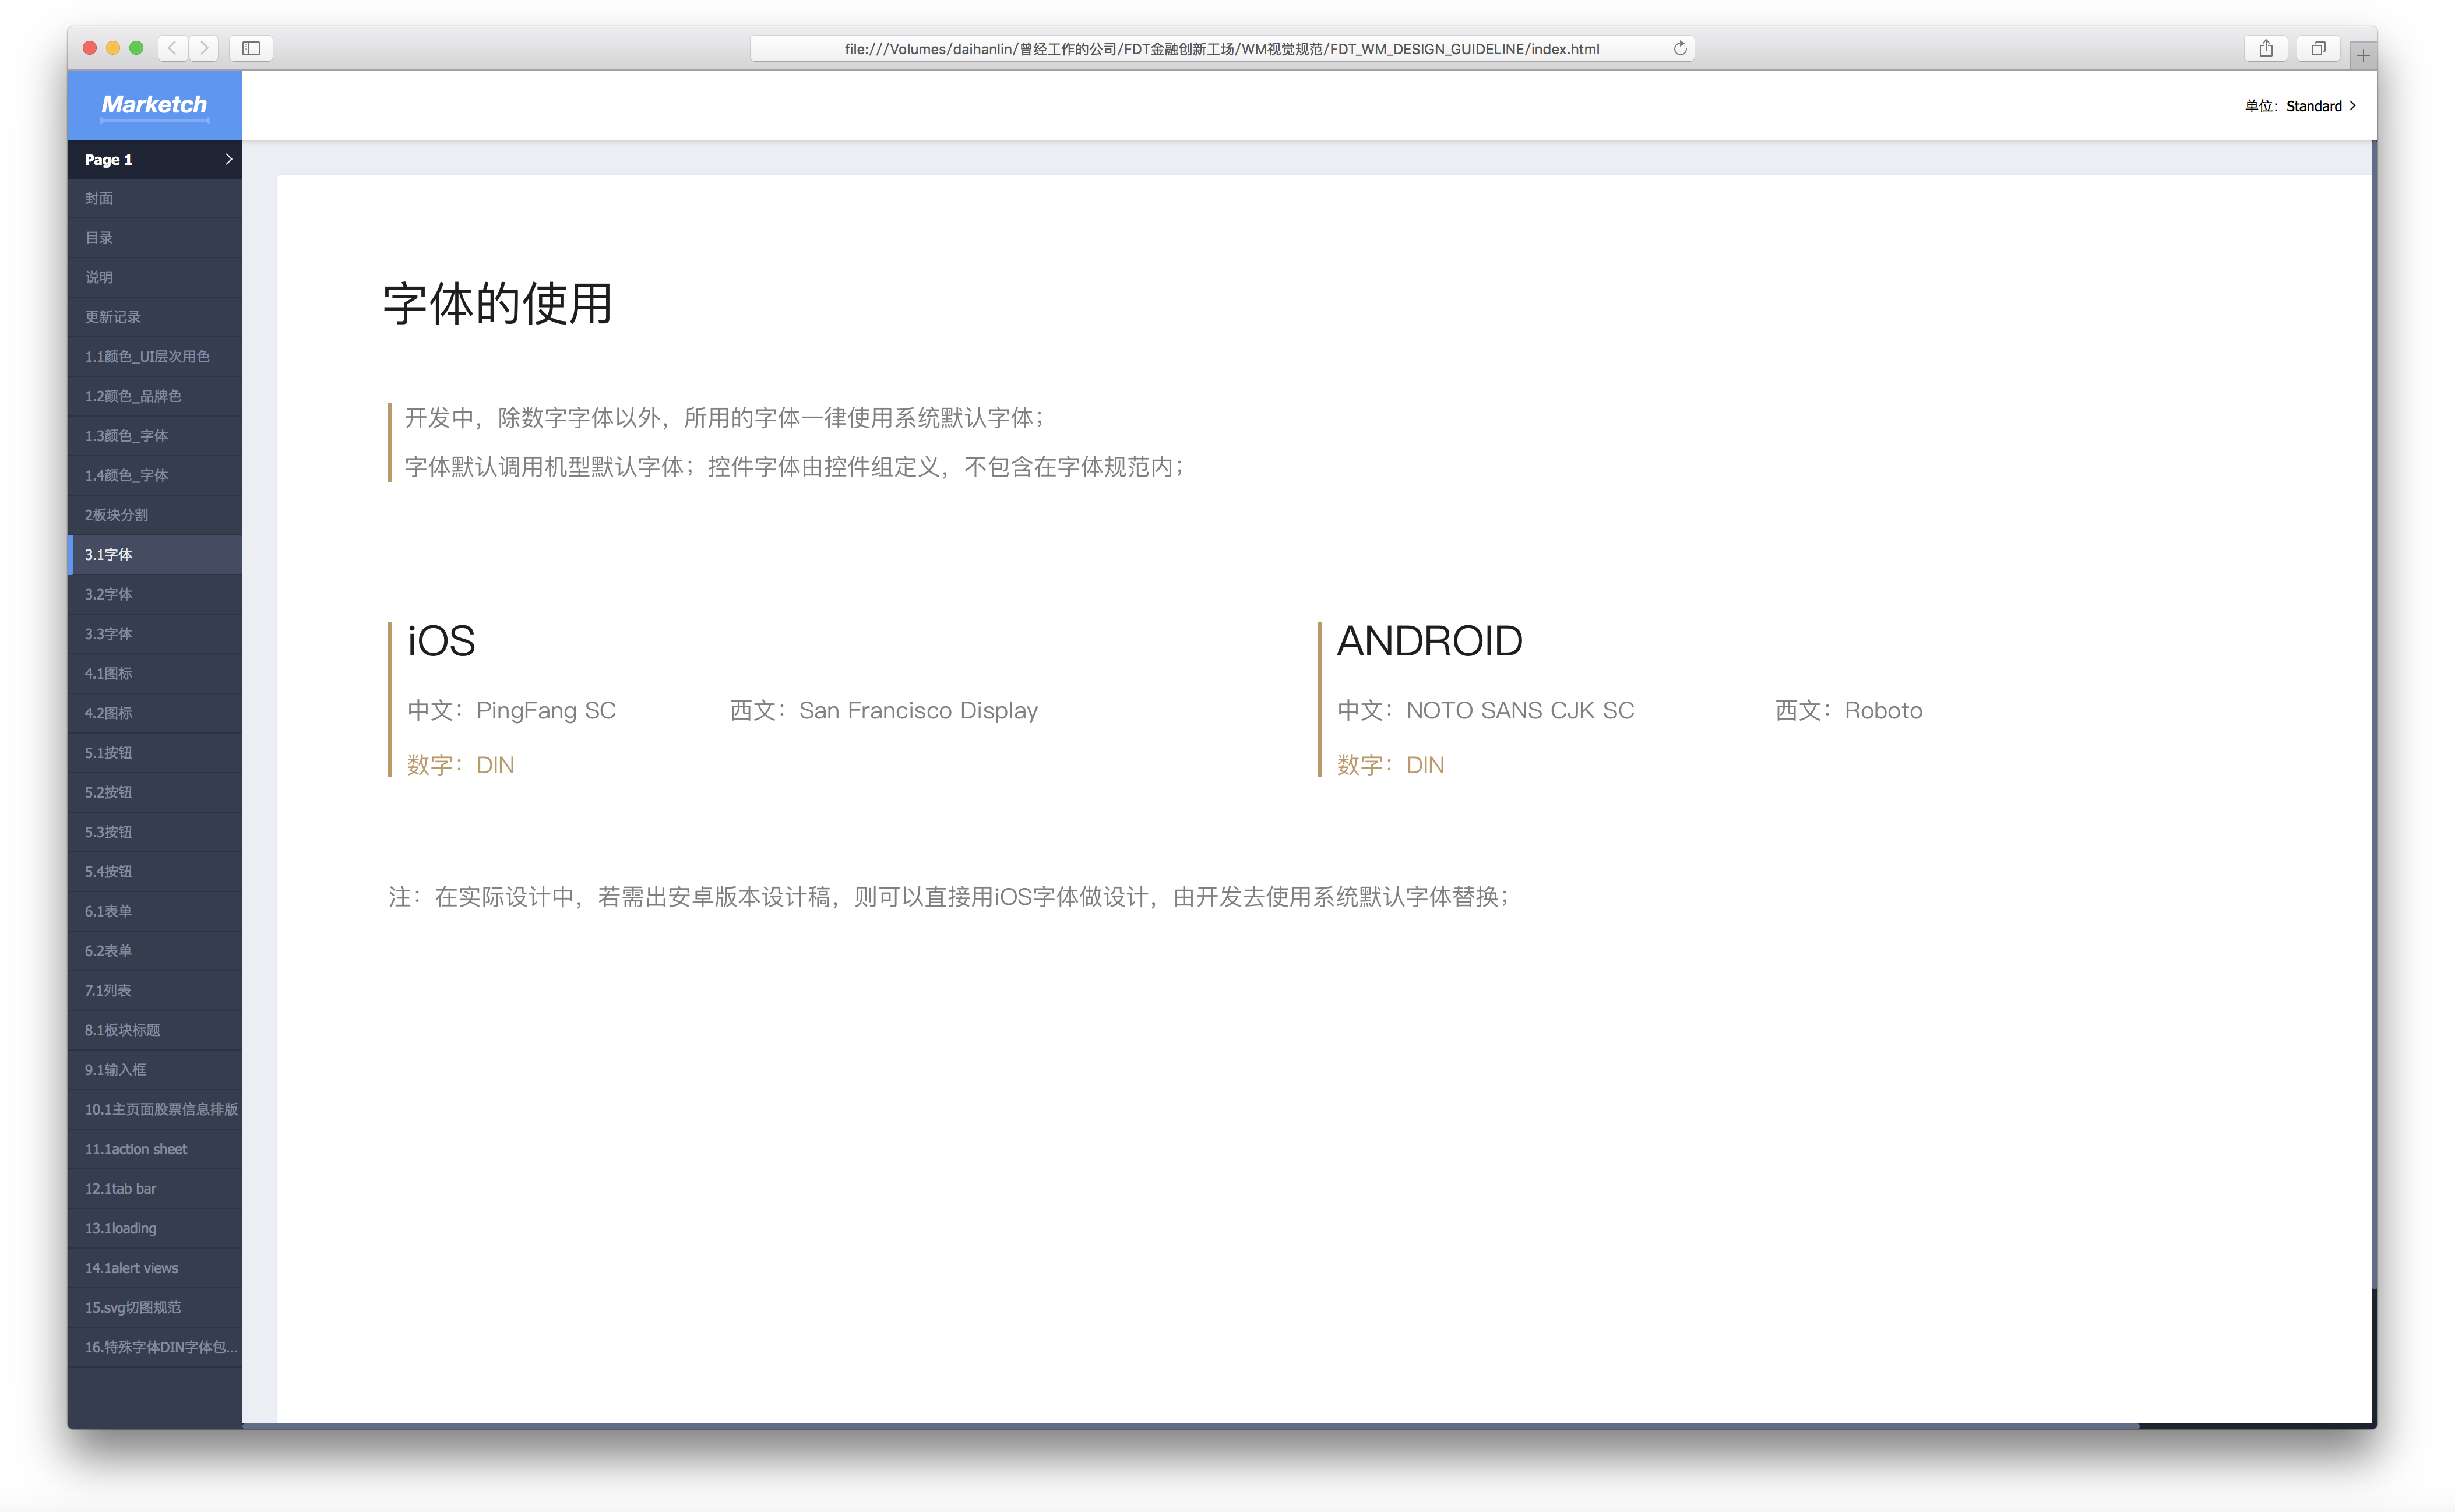 file:///Volumes/daihanlin/曾经工作的公司/FDT金融创新工场/WM视觉规范/FDT_WM_DESIGN_GUIDELINE/index.html
Marketch
单位：Standard
Page 1
封面
目录
说明
更新记录
1.1颜色_UI层次用色
1.2颜色_品牌色
1.3颜色_字体
1.4颜色_字体
2板块分割
3.1字体
3.2字体
3.3字体
4.1图标
4.2图标
5.1按钮
5.2按钮
5.3按钮
5.4按钮
6.1表单
6.2表单
7.1列表
8.1板块标题
9.1输入框
10.1主页面股票信息排版
11.1action sheet
12.1tab bar
13.1loading
14.1alert views
15.svg切图规范
16.特殊字体DIN字体包...
字体的使用
开发中，除数字字体以外，所用的字体一律使用系统默认字体；
字体默认调用机型默认字体；控件字体由控件组定义，不包含在字体规范内；
iOS
中文：PingFang SC 西文：San Francisco Display
数字：DIN
ANDROID
中文：NOTO SANS CJK SC 西文：Roboto
数字：DIN
注：在实际设计中，若需出安卓版本设计稿，则可以直接用iOS字体做设计，由开发去使用系统默认字体替换；